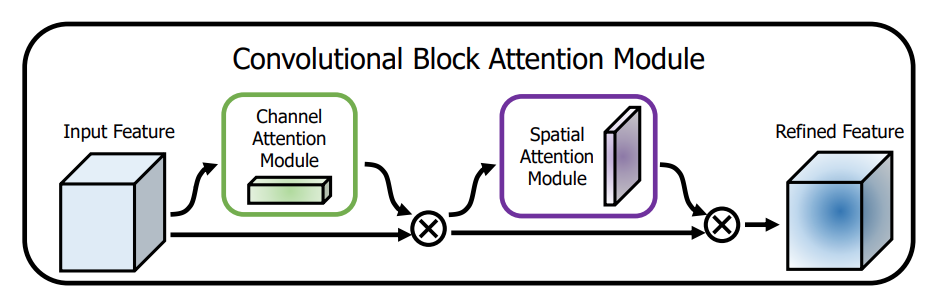 Convolutional Block Attention Module
Input Feature
Channel
Attention
Module
Spatial
Attention
Module
Refined Feature